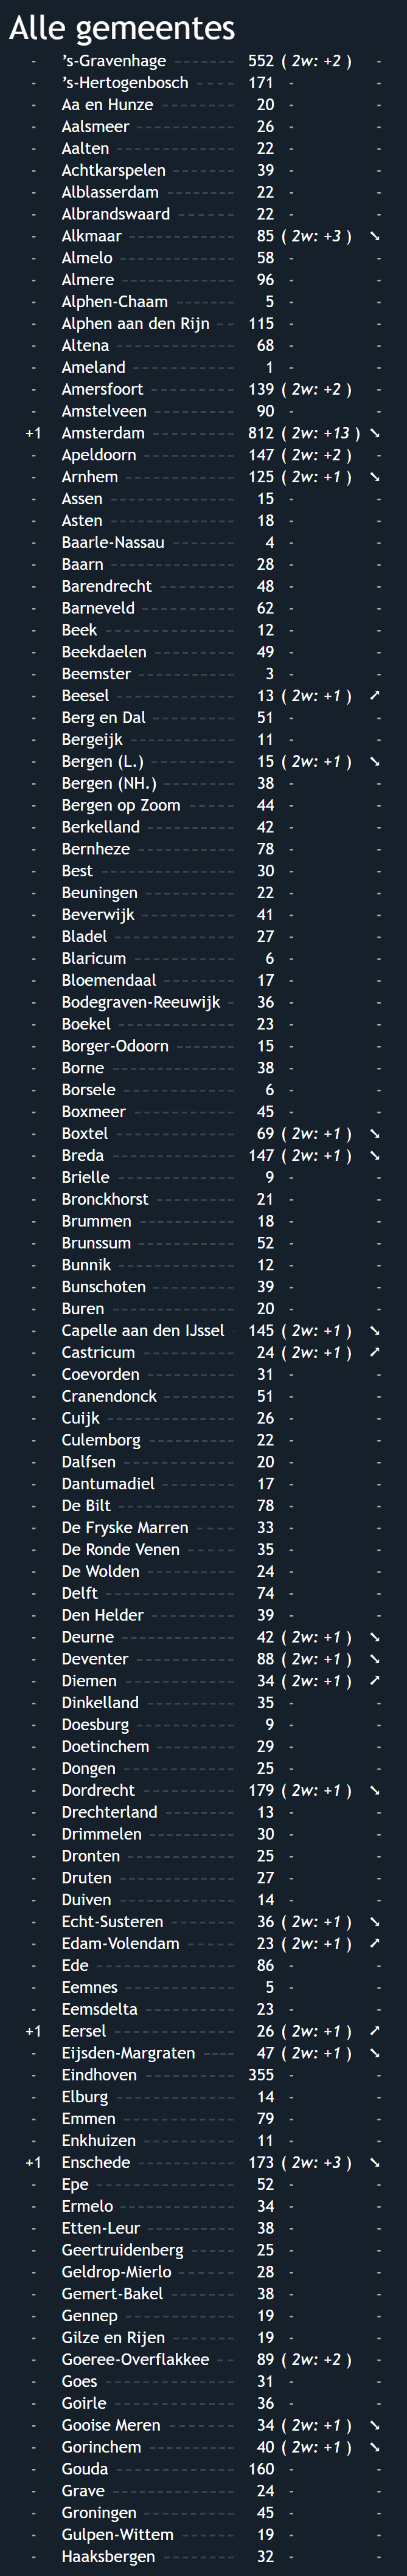 Alle gemeentes
- ’s-Gravenhage 552 ( 2w: +2 ) -
- ’s-Hertogenbosch ----- 171 - -
- Aa en Hunze -------- 20 - -
- Aalsmeer ---------- 26 - -
- Aalten ------------ 22 - -
- Achtkarspelen ------- 39 - -
- Alblasserdam ------- 22 - -
- Albrandswaard ------ 22 - -
- Alkmaar ----------- 85 ( 2w: +3 ) ➘
- Almelo ------------ 58 - -
- Almere ------------ 96 - -
- Alphen-Chaam ------ 5 - -
- Alphen aan den Rijn -- 115 - -
- Altena ------------ 68 - -
- Ameland ---------- 1 - -
- Amersfoort -------- 139 ( 2w: +2 ) -
- Amstelveen -------- 90 - -
+1 Amsterdam -------- 812 ( 2w: +13 ) ➘
- Apeldoorn --------- 147 ( 2w: +2 ) -
- Arnhem ----------- 125 ( 2w: +1 ) ➘
- Assen ------------ 15 - -
- Asten ------------ 18 - -
- Baarle-Nassau ------- 4 - -
- Baarn ------------ 28 - -
- Barendrecht -------- 48 - -
- Barneveld --------- 62 - -
- Beek ------------- 12 - -
- Beekdaelen -------- 49 - -
- Beemster ---------- 3 - -
- Beesel ------------ 13 ( 2w: +1 ) ➚
- Berg en Dal -------- 51 - -
- Bergeijk ----------- 11 - -
- Bergen (L.) -------- 15 ( 2w: +1 ) ➘
- Bergen (NH.) ------- 38 - -
- Bergen op Zoom ----- 44 - -
- Berkelland --------- 42 - -
- Bernheze ---------- 78 - -
- Best ------------- 30 - -
- Beuningen --------- 22 - -
- Beverwijk --------- 41 - -
- Bladel ------------ 27 - -
- Blaricum ---------- 6 - -
- Bloemendaal ------- 17 - -
- Bodegraven-Reeuwijk - 36 - -
- Boekel ------------ 23 - -
- Borger-Odoorn ------ 15 - -
- Borne ------------ 38 - -
- Borsele ----------- 6 - -
- Boxmeer ---------- 45 - -
- Boxtel ------------ 69 ( 2w: +1 ) ➘
- Breda ------------ 147 ( 2w: +1 ) ➘
- Brielle ------------ 9 - -
- Bronckhorst -------- 21 - -
- Brummen ---------- 18 - -
- Brunssum ---------- 52 - -
- Bunnik ----------- 12 - -
- Bunschoten -------- 39 - -
- Buren ------------ 20 - -
- Capelle aan den IJssel 145 ( 2w: +1 ) ➘
- Castricum --------- 24 ( 2w: +1 ) ➚
- Coevorden --------- 31 - -
- Cranendonck ------- 51 - -
- Cuijk ------------ 26 - -
- Culemborg --------- 22 - -
- Dalfsen ----------- 20 - -
- Dantumadiel ------- 17 - -
- De Bilt ----------- 78 - -
- De Fryske Marren ---- 33 - -
- De Ronde Venen ----- 35 - -
- De Wolden --------- 24 - -
- Delft ------------ 74 - -
- Den Helder -------- 39 - -
- Deurne ----------- 42 ( 2w: +1 ) ➘
- Deventer ---------- 88 ( 2w: +1 ) ➘
- Diemen ----------- 34 ( 2w: +1 ) ➚
- Dinkelland --------- 35 - -
- Doesburg ---------- 9 - -
- Doetinchem -------- 29 - -
- Dongen ----------- 25 - -
- Dordrecht --------- 179 ( 2w: +1 ) ➘
- Drechterland ------- 13 - -
- Drimmelen -------- 30 - -
- Dronten ---------- 25 - -
- Druten ----------- 27 - -
- Duiven ----------- 14 - -
- Echt-Susteren ------ 36 ( 2w: +1 ) ➘
- Edam-Volendam ----- 23 ( 2w: +1 ) ➚
- Ede ------------- 86 - -
- Eemnes ---------- 5 - -
- Eemsdelta --------- 23 - -
+1 Eersel ------------ 26 ( 2w: +1 ) ➚
- Eijsden-Margraten ---- 47 ( 2w: +1 ) ➘
- Eindhoven --------- 355 - -
- Elburg ------------ 14 - -
- Emmen ----------- 79 - -
- Enkhuizen --------- 11 - -
+1 Enschede --------- 173 ( 2w: +3 ) ➘
- Epe ------------- 52 - -
- Ermelo ----------- 34 - -
- Etten-Leur -------- 38 - -
- Geertruidenberg ----- 25 - -
- Geldrop-Mierlo ------ 28 - -
- Gemert-Bakel ------- 38 - -
- Gennep ----------- 19 - -
- Gilze en Rijen ------- 19 - -
- Goeree-Overflakkee -- 89 ( 2w: +2 ) -
- Goes ------------ 31 - -
- Goirle ------------ 36 - -
- Gooise Meren ------- 34 ( 2w: +1 ) ➘
- Gorinchem --------- 40 ( 2w: +1 ) ➘
- Gouda ----------- 160 - -
- Grave ------------ 24 - -
- Groningen --------- 45 - -
- Gulpen-Wittem ------ 19 - -
- Haaksbergen ------- 32 - -